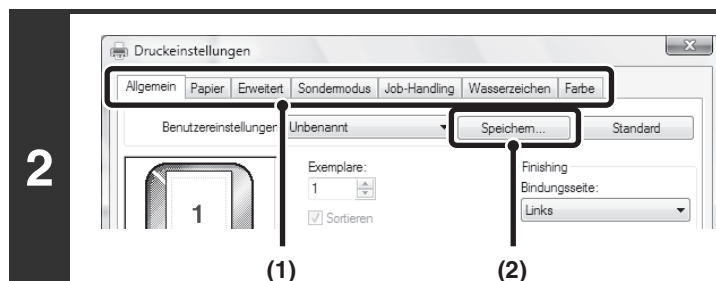 2
Druckeinstellungen
Allgemein Papier Erweitert Sondermodus Job-Handling Wasserzeichen Farbe
Benutzereinstellungen Unbenannt Speichern... Standard
Exemplare: Finishing
1 Bindungsseite:
1 Sortieren Links
(1) (2)